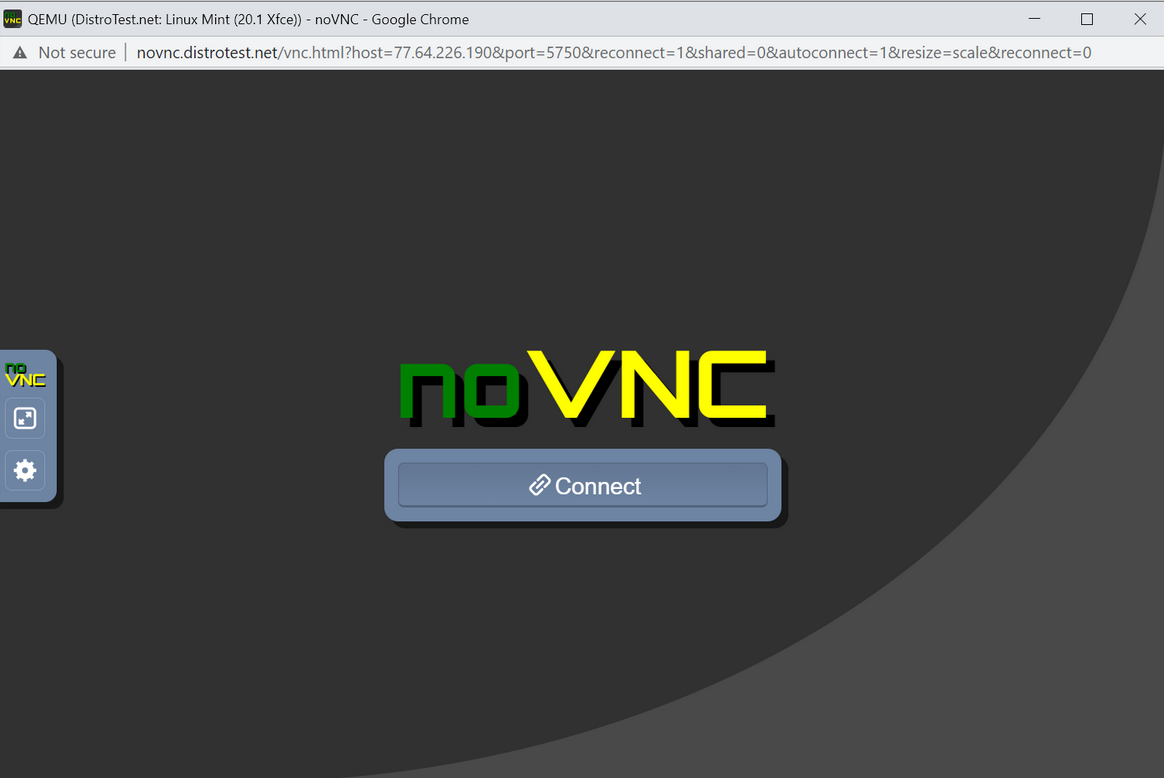 QEMU (DistroTest.net: Linux Mint (20.1 Xfce)) - noVNC - Google Chrome
Not secure | novnc.distrotest.net/vnc.html?host=77.64.226.190&port=5750&reconnect=1&shared=0&autoconnect=1&resize=scale&reconnect=0
no
VNC
noVNC
Connect